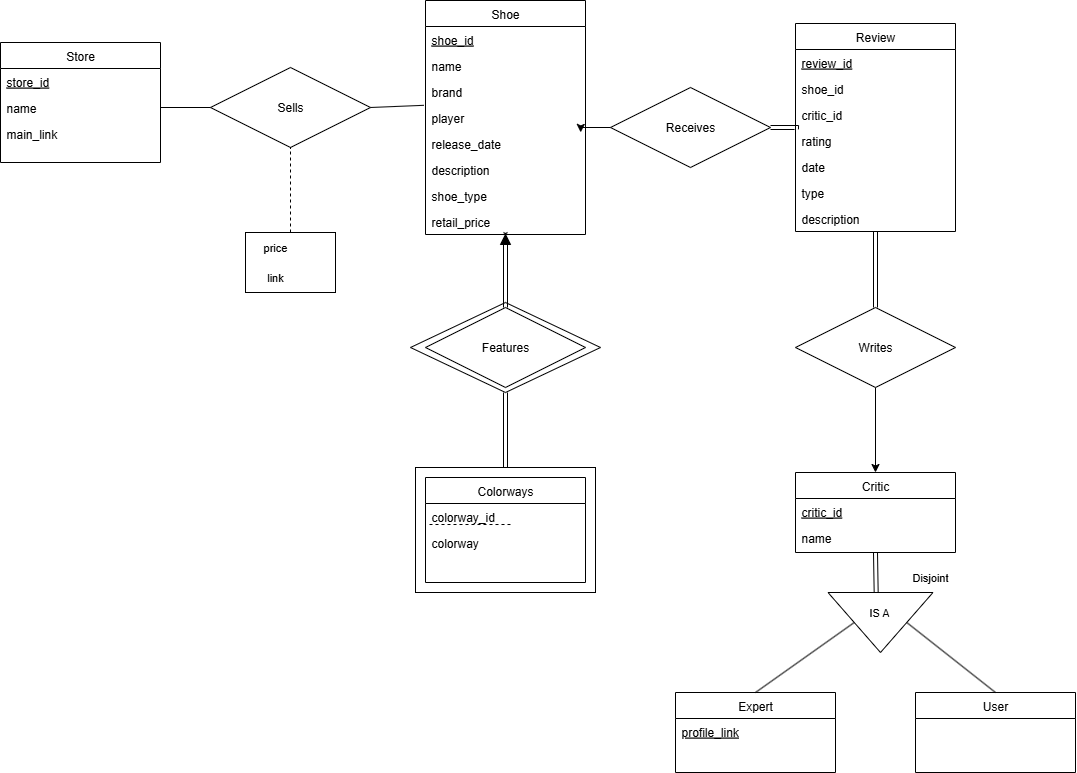 Store
store_id
name
main_link
Sells
price
link
Shoe
shoe_id
name
brand
player
release_date
description
shoe_type
retail_price
Receives
Review
review_id
shoe_id
critic_id
rating
date
type
description
Features
Writes
Colorways
colorway_id
colorway
Critic
critic_id
name
Disjoint
IS A
Expert
profile_link
User